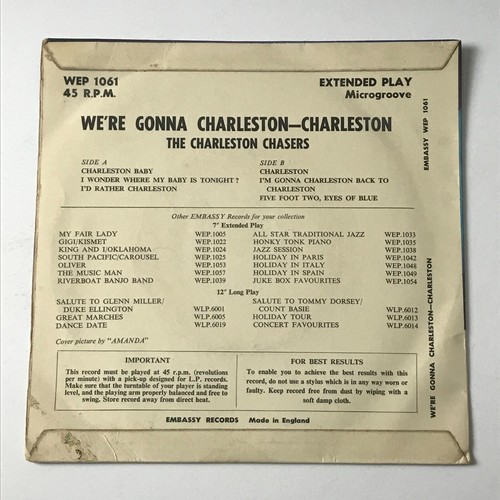 WEP 1061
45 R.P.M.
EXTENDED PLAY
Microgroove
WE'RE GONNA CHARLESTON—CHARLESTON
THE CHARLESTON CHASERS
SIDE A
CHARLESTON BABY
I WONDER WHERE MY BABY IS TONIGHT?
I'D RATHER CHARLESTON
SIDE B
CHARLESTON
I'M GONNA CHARLESTON BACK TO
CHARLESTON
FIVE FOOT TWO, EYES OF BLUE
Other EMBASSY Records for your collection
7" Extended Play
MY FAIR LADY WEP.1005
GIGI/KISMET WEP.1022
KING AND I/OKLAHOMA WEP.1024
SOUTH PACIFIC/CAROUSEL WEP.1025
OLIVER WEP.1053
THE MUSIC MAN WEP.1057
RIVERBOAT BANJO BAND WEP.1039
ALL STAR TRADITIONAL JAZZ WEP.1033
HONKY TONK PIANO WEP.1035
JAZZ SESSION WEP.1038
HOLIDAY IN PARIS WEP.1042
HOLIDAY IN ITALY WEP.1048
HOLIDAY IN SPAIN WEP.1049
JUKE BOX FAVOURITES WEP.1054
12" Long Play
SALUTE TO GLENN MILLER/
DUKE ELLINGTON WLP.6001
GREAT MARCHES WLP.6005
DANCE DATE WLP.6019
SALUTE TO TOMMY DORSEY/
COUNT BASIE WLP.6012
HOLIDAY TOUR WLP.6013
CONCERT FAVOURITES WLP.6014
Cover picture by "AMANDA"
IMPORTANT
This record must be played at 45 r.p.m. (revolutions
per minute) with a pick-up designed for L.P. records.
Make sure that the turntable of your player is standing
level, and the playing arm properly balanced and free to
swing. Store record away from direct heat.
FOR BEST RESULTS
To enable you to achieve the best results with this
record, do not use a stylus which is in any way worn or
faulty. Keep record free from dust by wiping with a
soft damp cloth.
EMBASSY RECORDS Made in England
EMBASSY WEP 1061
WE'RE GONNA CHARLESTON—CHARLESTON